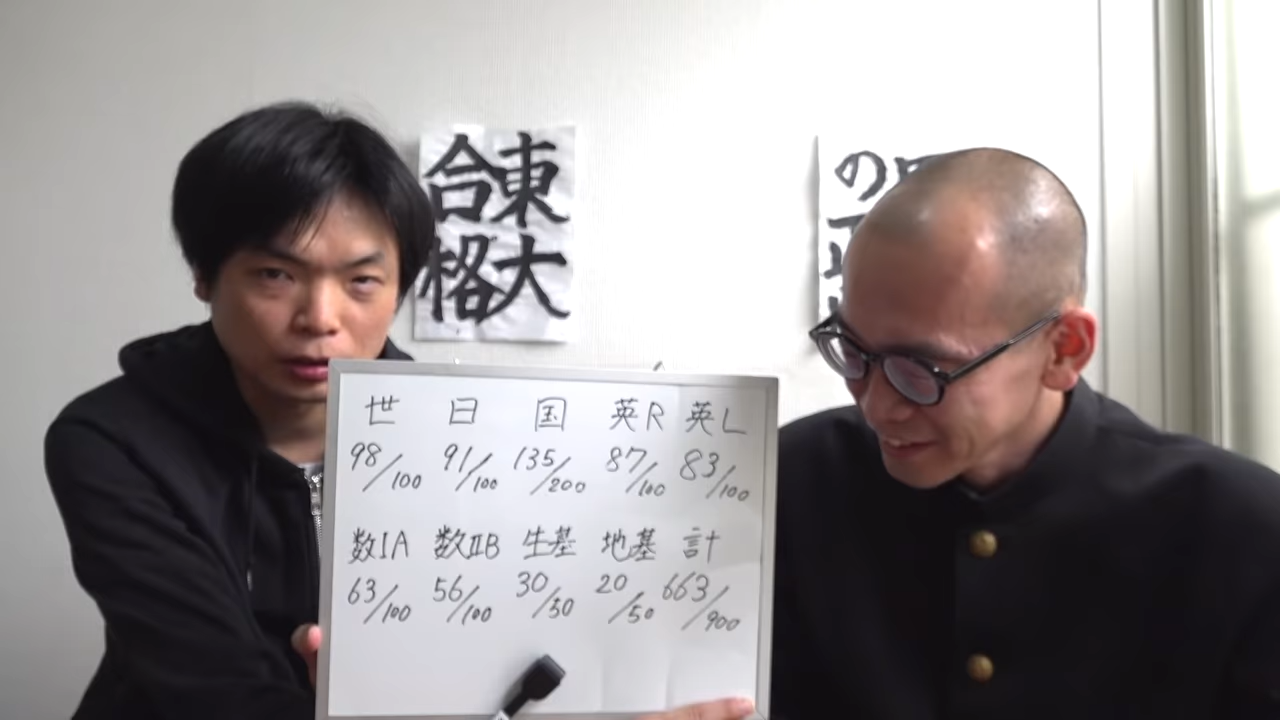 東大
合格
の
世 日 国 英R 英L
98/100 91/100 135/200 87/100 83/100
数IA 数IIB 生基 地基 計
63/100 56/100 30/50 20/50 663/900